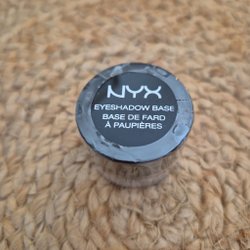 NYX
EYESHADOW BASE
BASE DE FARD
À PAUPIÈRES